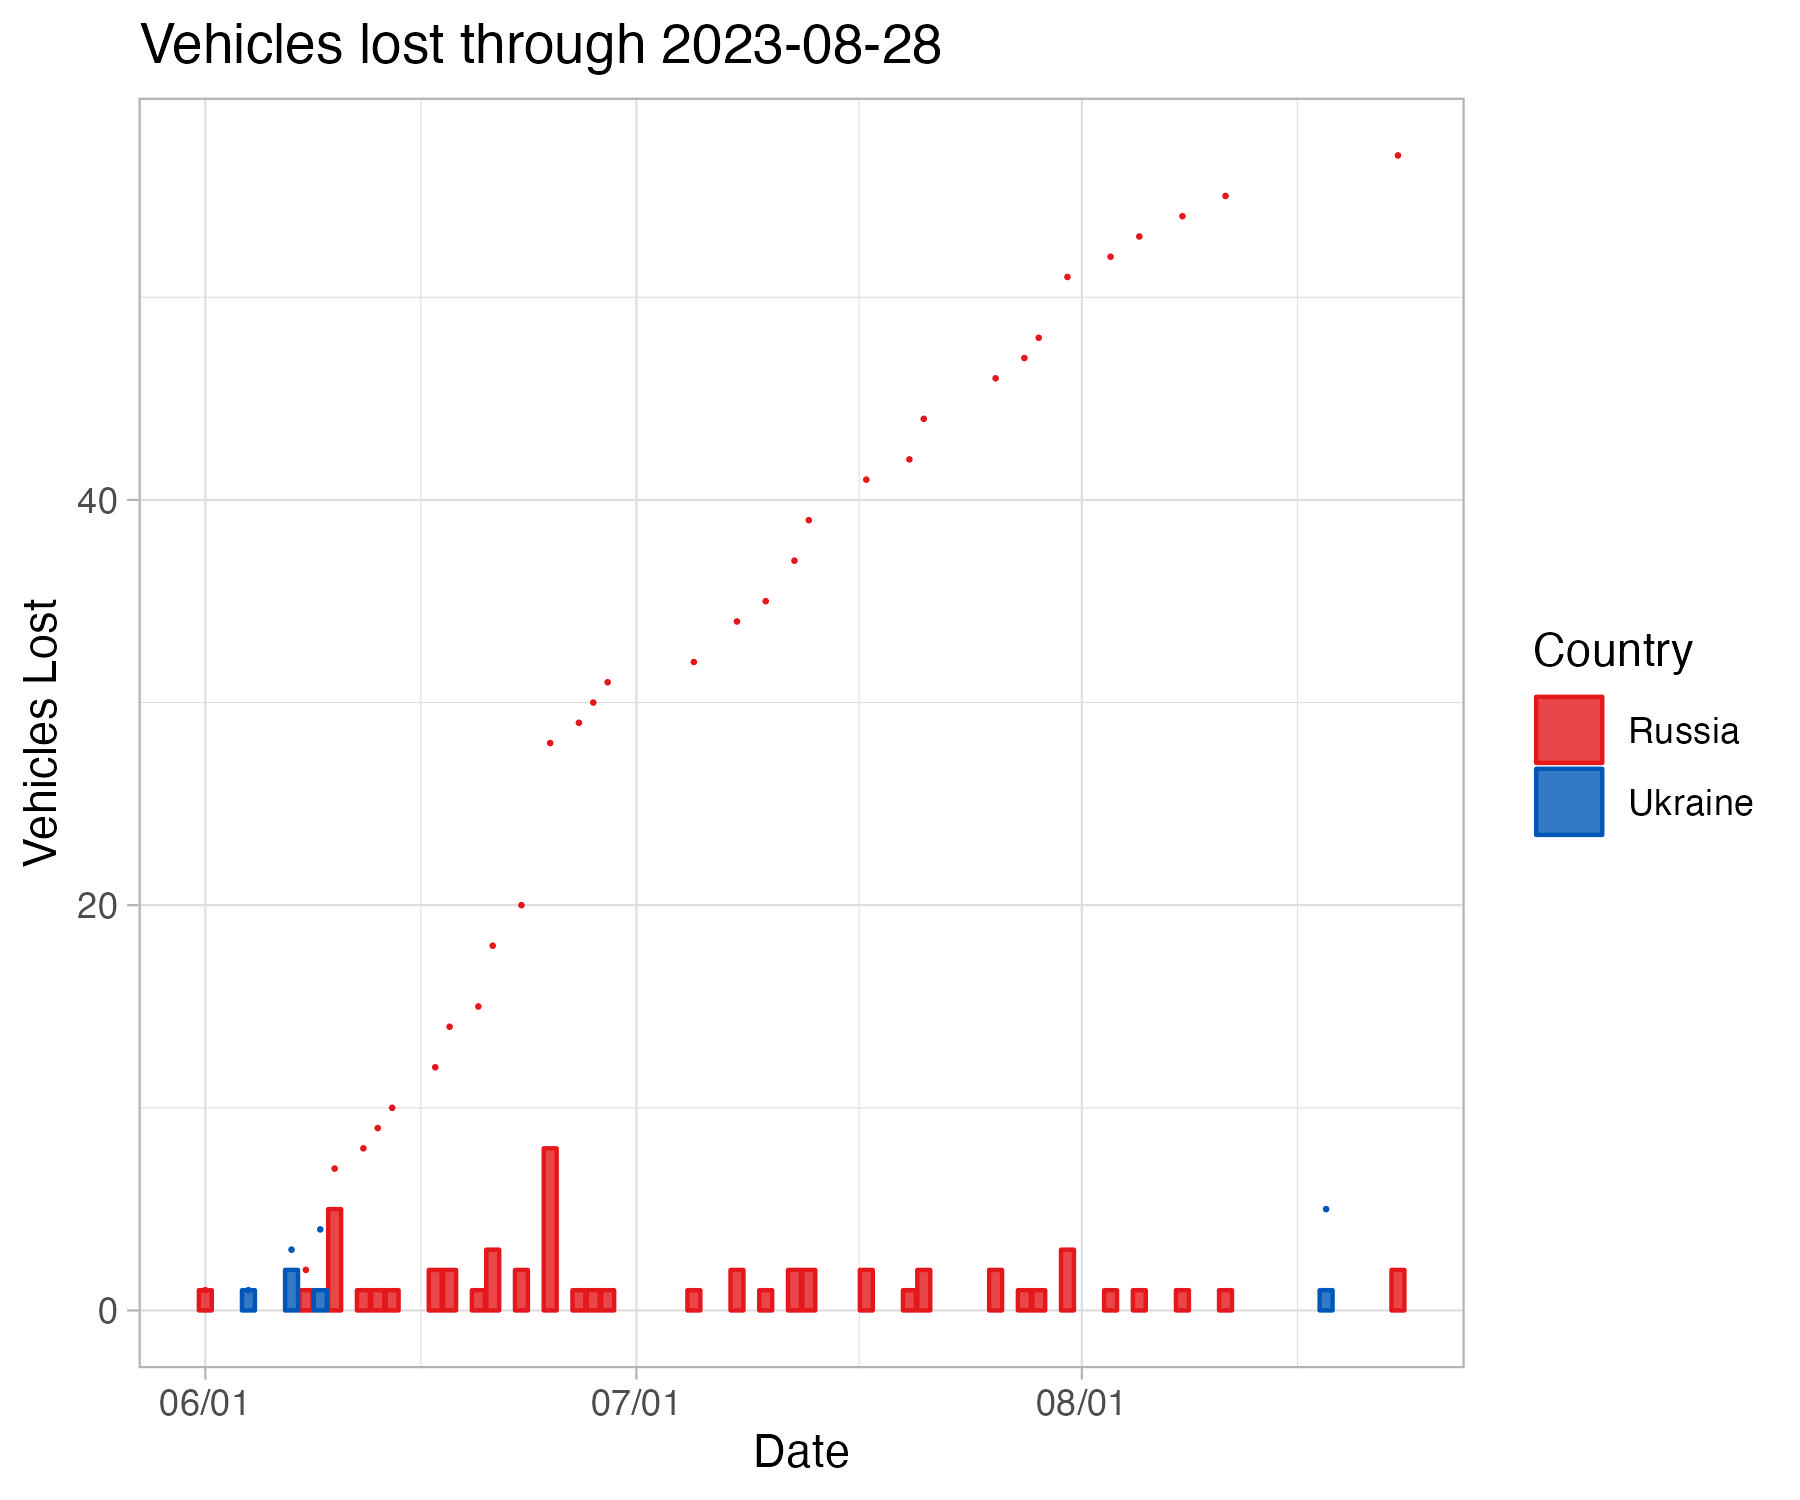 Vehicles lost through 2023-08-28
Vehicles Lost
40
20
0
06/01
07/01
08/01
Date
Country
Russia
Ukraine